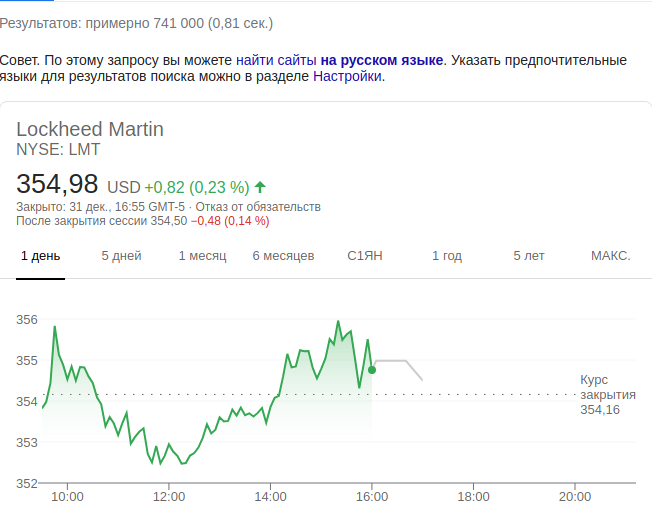 Результатов: примерно 741 000 (0,81 сек.)
Совет. По этому запросу вы можете найти сайты на русском языке. Указать предпочтительные
языки для результатов поиска можно в разделе Настройки.
Lockheed Martin
NYSE: LMT
354,98 USD +0,82 (0,23 %)
Закрыто: 31 дек., 16:55 GMT-5 · Отказ от обязательств
После закрытия сессии 354,50 −0,48 (0,14 %)
1 день 5 дней 1 месяц 6 месяцев С1ЯН 1 год 5 лет МАКС.
356
355
354
353
352
Курс
закрытия
354,16
10:00 12:00 14:00 16:00 18:00 20:00